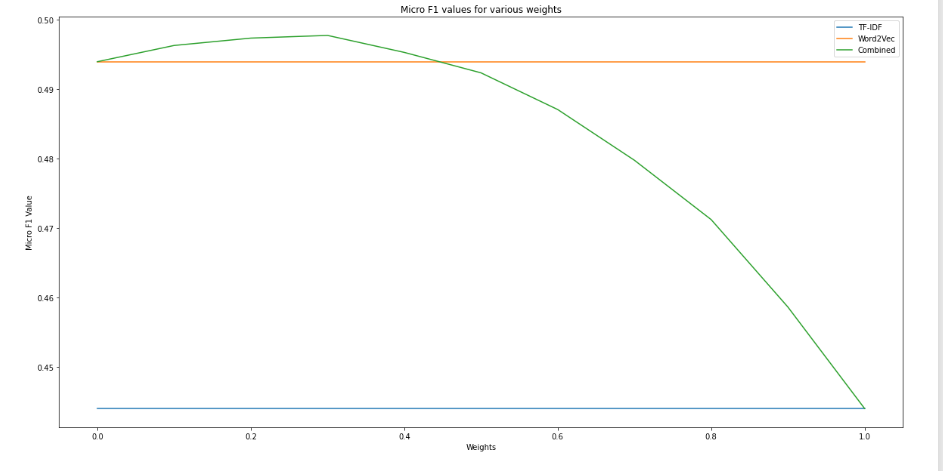 Micro F1 values for various weights
TF-IDF
Word2Vec
Combined
0.50
0.49
0.48
0.47
0.46
0.45
Micro F1 Value
0.0 0.2 0.4 0.6 0.8 1.0
Weights